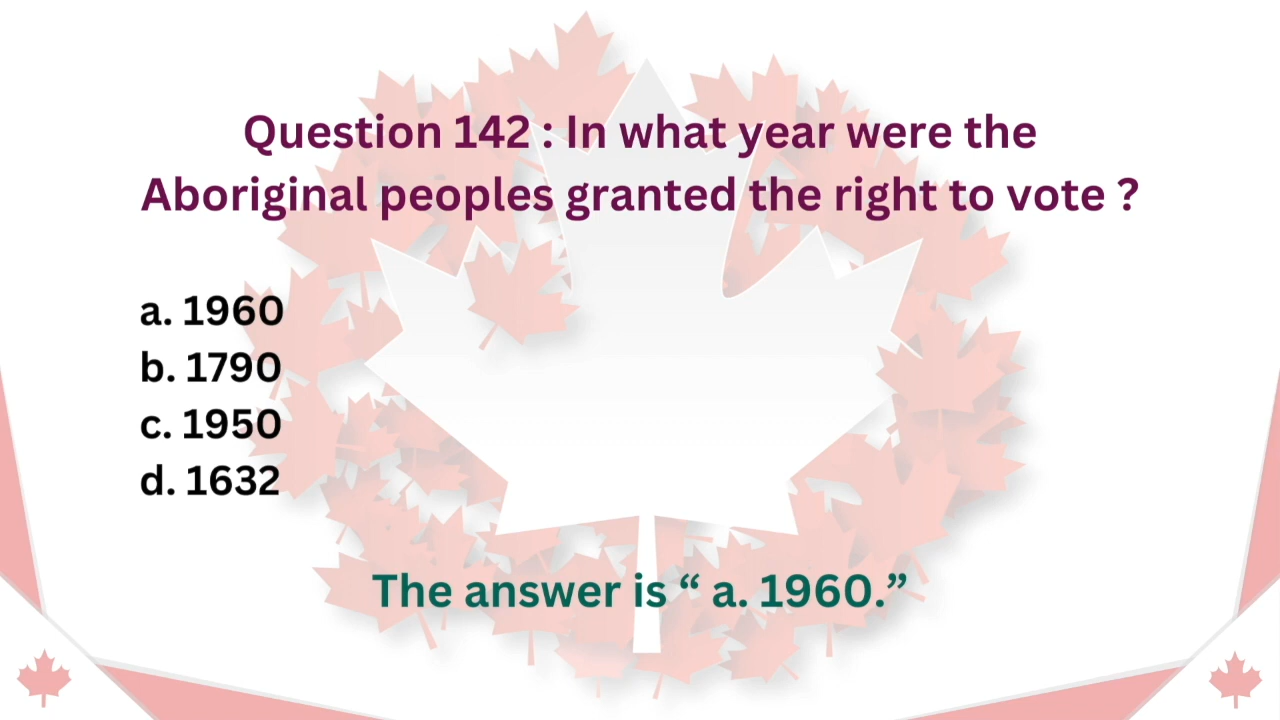 Question 142 : In what year were the
Aboriginal peoples granted the right to vote ?
a. 1960
b. 1790
c. 1950
d. 1632
The answer is “ a. 1960.”